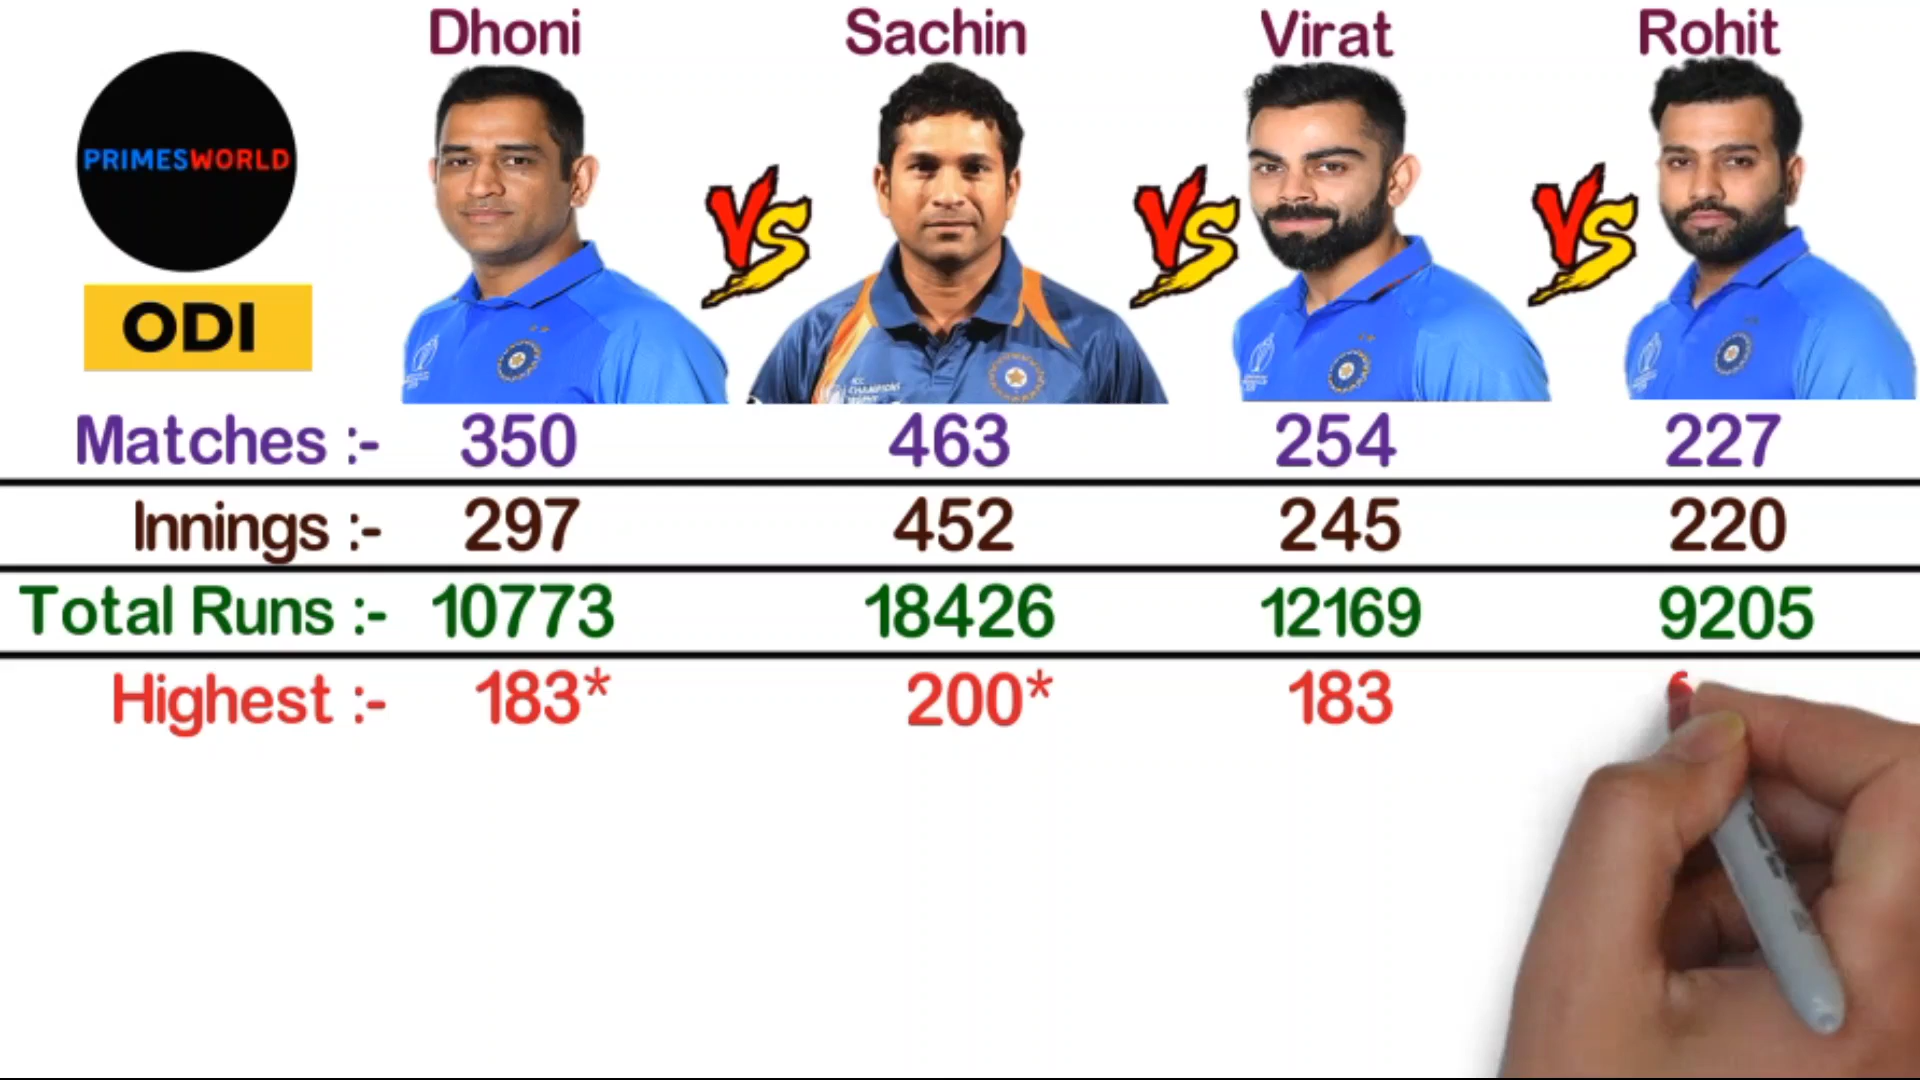 Dhoni Sachin Virat Rohit
PRIMESWORLD
VS VS VS
ODI
Matches :- 350 463 254 227
Innings :- 297 452 245 220
Total Runs :- 10773 18426 12169 9205
Highest :- 183* 200* 183